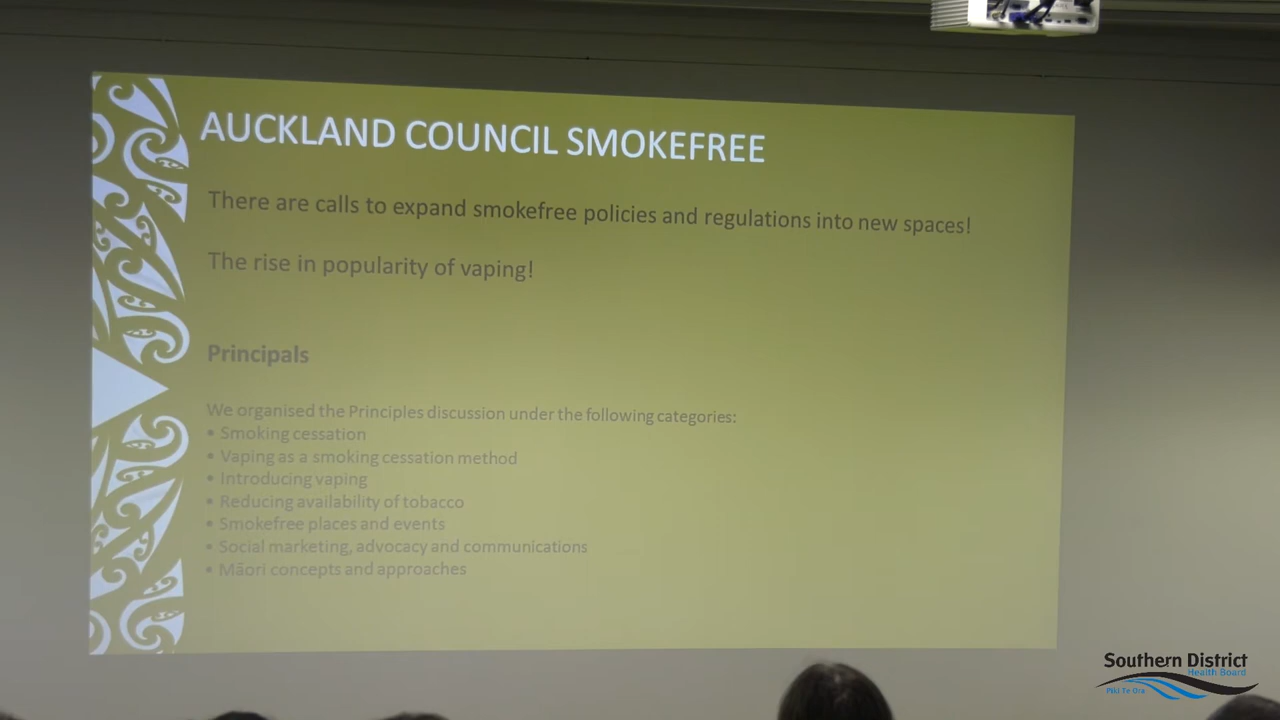 AUCKLAND COUNCIL SMOKEFREE
There are calls to expand smokefree policies and regulations into new spaces!
The rise in popularity of vaping!
Principals
We organised the Principles discussion under the following categories:
• Smoking cessation
• Vaping as a smoking cessation method
• Introducing vaping
• Reducing availability of tobacco
• Smokefree places and events
• Social marketing, advocacy and communications
• Māori concepts and approaches
Southern District
Health Board
Piki Te Ora